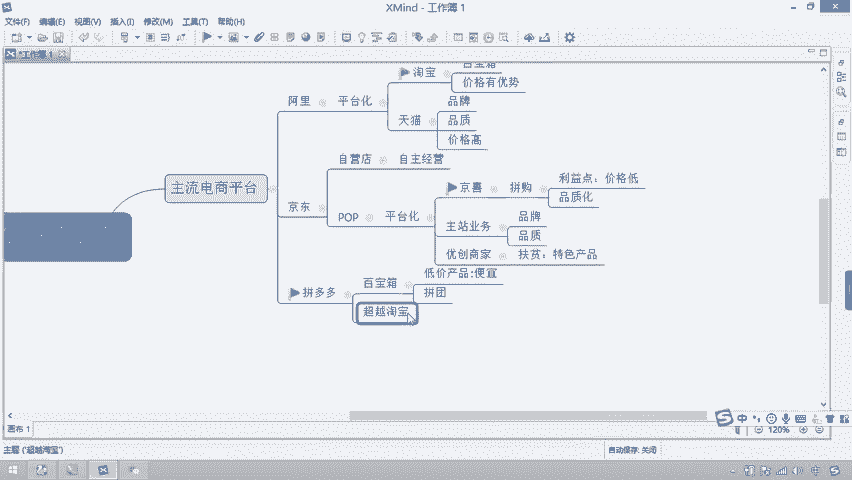 XMind - 工作簿 1
文件(F) 编辑(E) 视图(V) 插入(I) 修改(M) 工具(T) 帮助(H)
*工作簿 1
百宝箱
淘宝
价格有优势
阿里 平台化
品牌
天猫 品质
价格高
自营店 自主经营
主流电商平台
利益点：价格低
京喜 拼购
品质化
京东
POP 平台化
品牌
主站业务
品质
优创商家 扶贫：特色产品
低价产品:便宜
百宝箱
拼多多 拼团
超越淘宝
画布 1
中
120%
主题 ('超越淘宝')
自动保存: 关闭
中